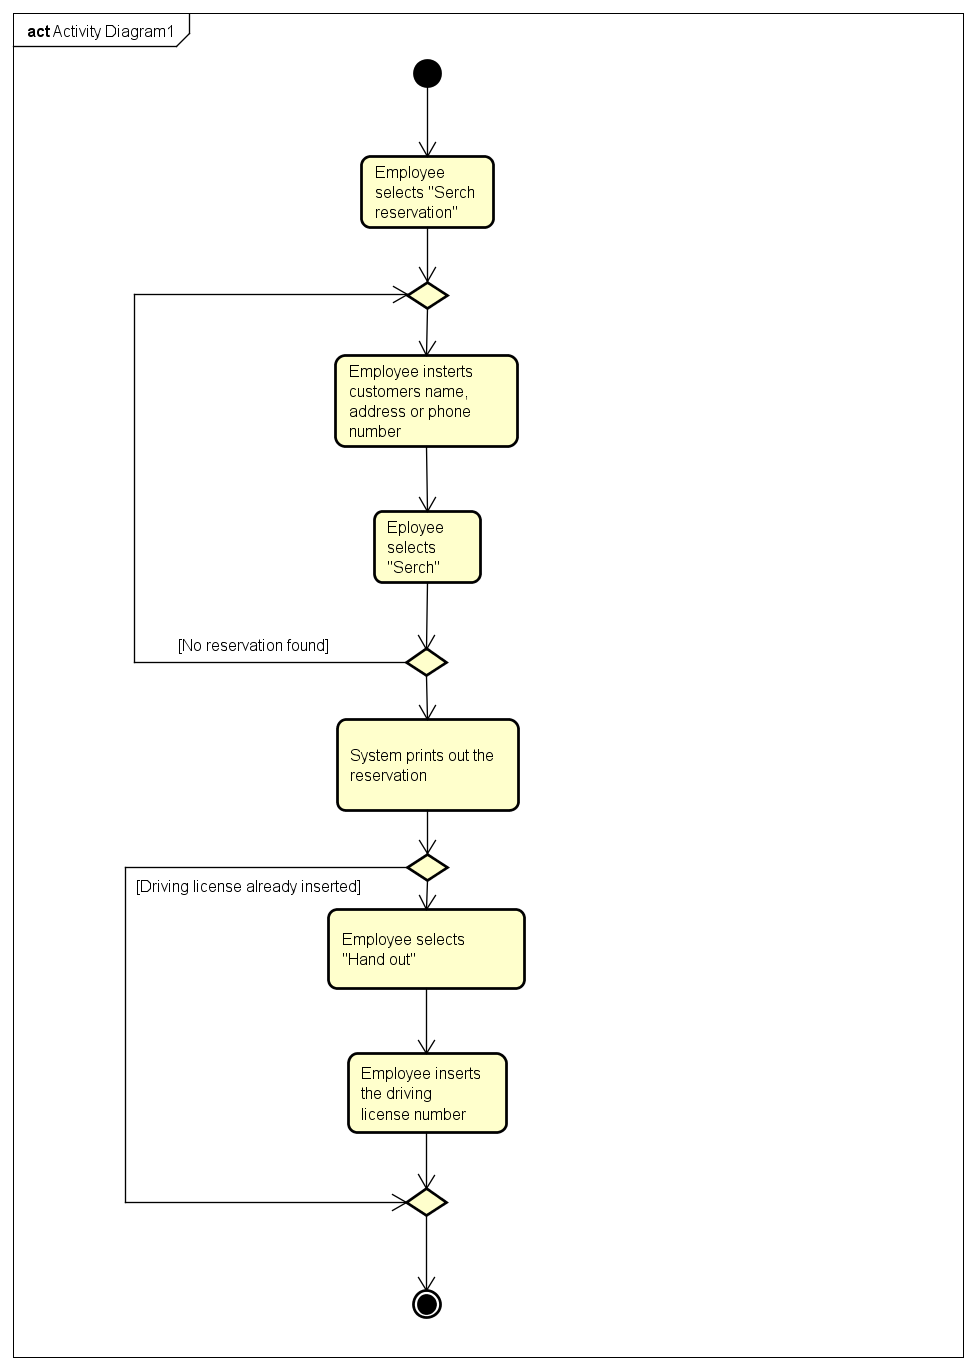 act Activity Diagram1
Employee
selects "Serch
reservation"
Employee insterts
customers name,
address or phone
number
Eployee
selects
"Serch"
[No reservation found]
System prints out the
reservation
[Driving license already inserted]
Employee selects
"Hand out"
Employee inserts
the driving
license number